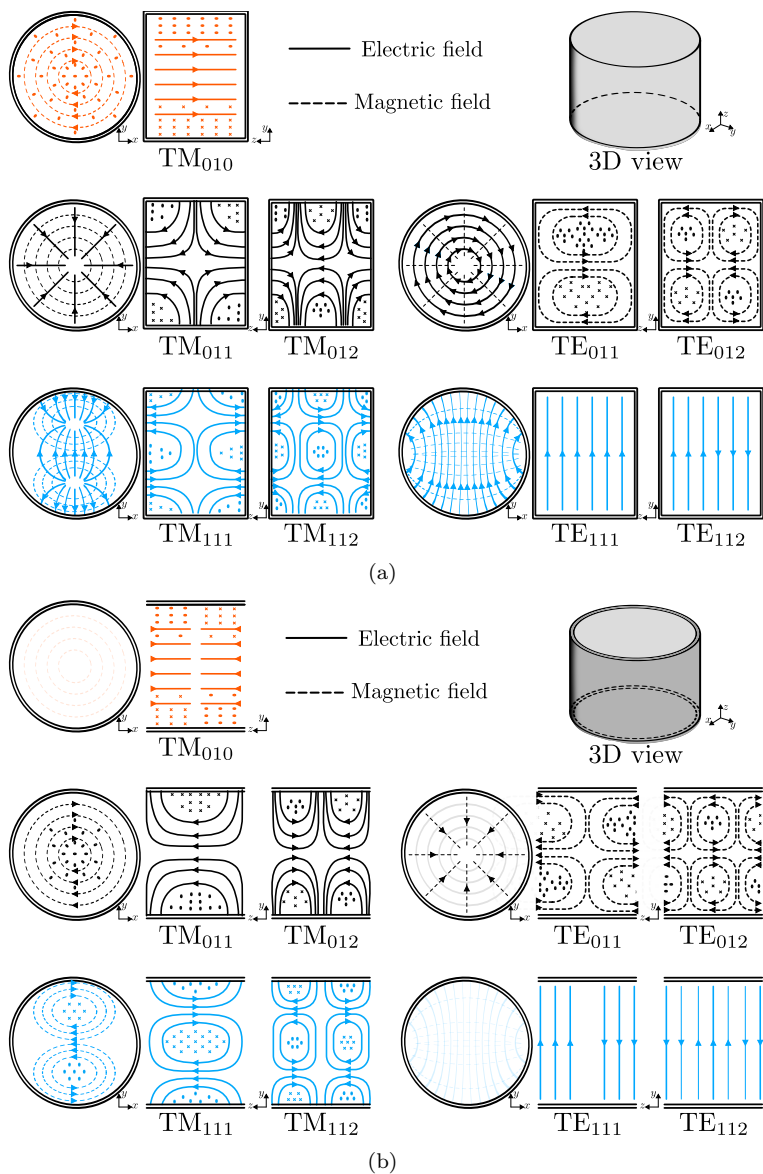 Electric field
Magnetic field
y
x
z
y
z
x
y
TM010
3D view
y
x
z
y
z
y
y
x
z
y
z
y
TM011
TM012
TE011
TE012
y
x
z
y
z
y
y
x
z
y
z
y
TM111
TM112
TE111
TE112
(a)
Electric field
Magnetic field
y
x
z
y
z
x
y
TM010
3D view
y
x
z
y
z
y
y
x
z
y
z
y
TM011
TM012
TE011
TE012
y
x
z
y
z
y
y
x
z
y
z
y
TM111
TM112
TE111
TE112
(b)